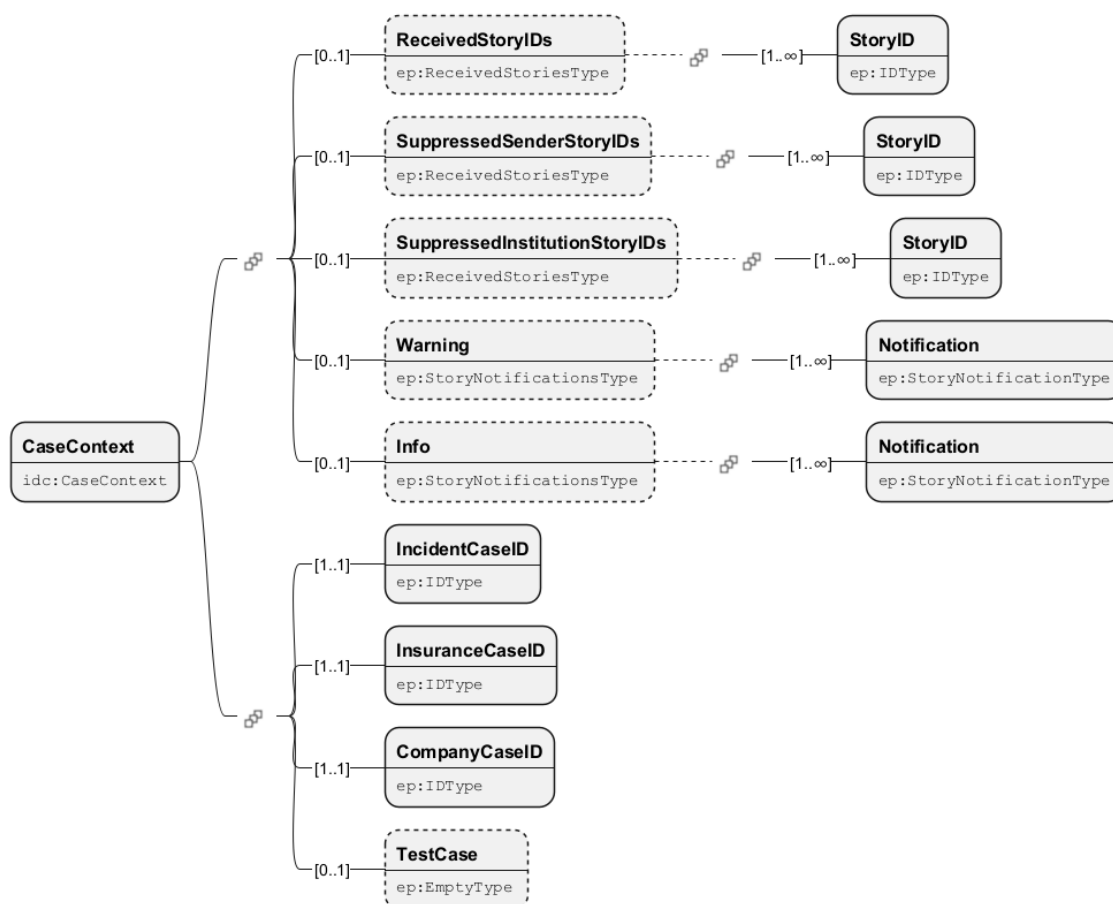 [0..1]
ReceivedStoryIDs
ep:ReceivedStoriesType
[1..∞]
StoryID
ep:IDType
[0..1]
SuppressedSenderStoryIDs
ep:ReceivedStoriesType
[1..∞]
StoryID
ep:IDType
[0..1]
SuppressedInstitutionStoryIDs
ep:ReceivedStoriesType
[1..∞]
StoryID
ep:IDType
[0..1]
Warning
ep:StoryNotificationsType
[1..∞]
Notification
ep:StoryNotificationType
CaseContext
idc:CaseContext
[0..1]
Info
ep:StoryNotificationsType
[1..∞]
Notification
ep:StoryNotificationType
[1..1]
IncidentCaseID
ep:IDType
[1..1]
InsuranceCaseID
ep:IDType
[1..1]
CompanyCaseID
ep:IDType
[0..1]
TestCase
ep:EmptyType